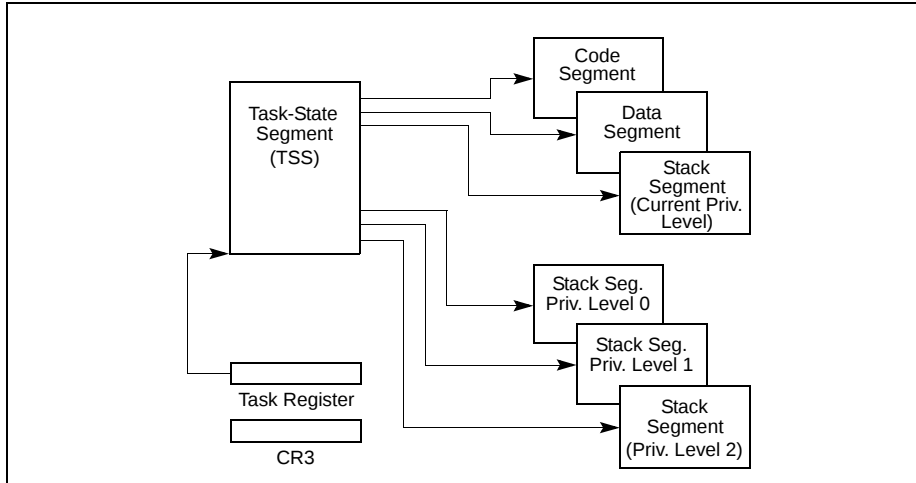 Code
Segment
Task-State
Segment
(TSS)
Data
Segment
Stack
Segment
(Current Priv.
Level)
Stack Seg.
Priv. Level 0
Stack Seg.
Priv. Level 1
Task Register
Stack
Segment
(Priv. Level 2)
CR3